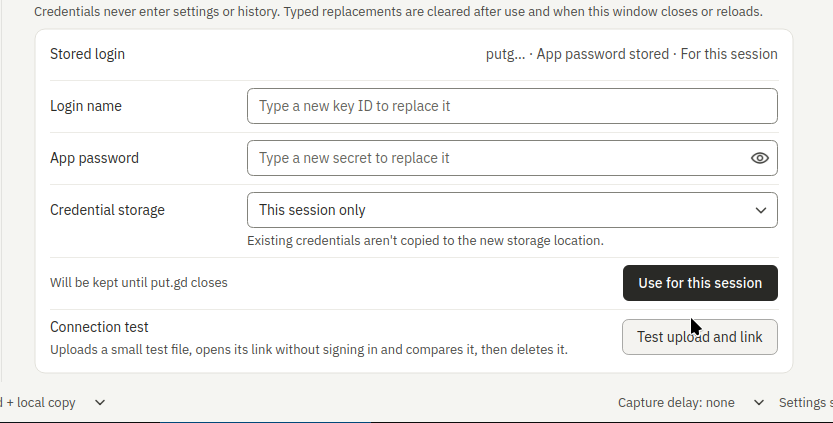 Credentials never enter settings or history. Typed replacements are cleared after use and when this window closes or reloads.
Stored login
putg... · App password stored · For this session
Login name
Type a new key ID to replace it
App password
Type a new secret to replace it
Credential storage
This session only
Existing credentials aren't copied to the new storage location.
Will be kept until put.gd closes
Use for this session
Connection test
Test upload and link
Uploads a small test file, opens its link without signing in and compares it, then deletes it.
+ local copy
Capture delay: none
Settings